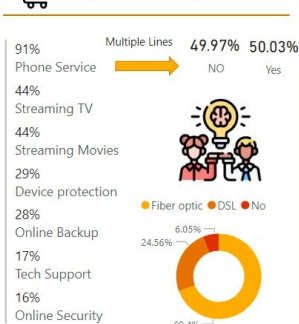 91%
Phone Service
44%
Streaming TV
44%
Streaming Movies
29%
Device protection
28%
Online Backup
17%
Tech Support
16%
Online Security
Multiple Lines
49.97% 50.03%
NO Yes
Fiber optic DSL No
6.05%
24.56%